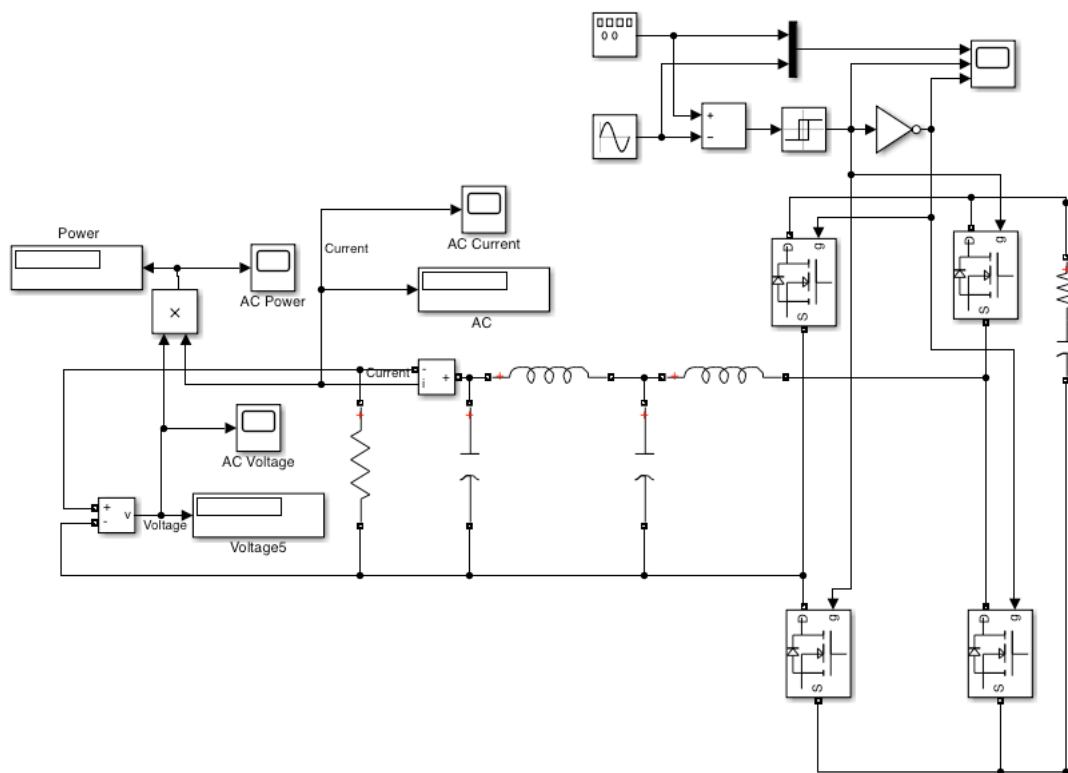 AC Current
Current
Power
AC Power
×
AC
D
g
S
D
g
S
Current
-
i
+
AC Voltage
+
-
v
Voltage
Voltage5
+
-
D
g
S
D
g
S